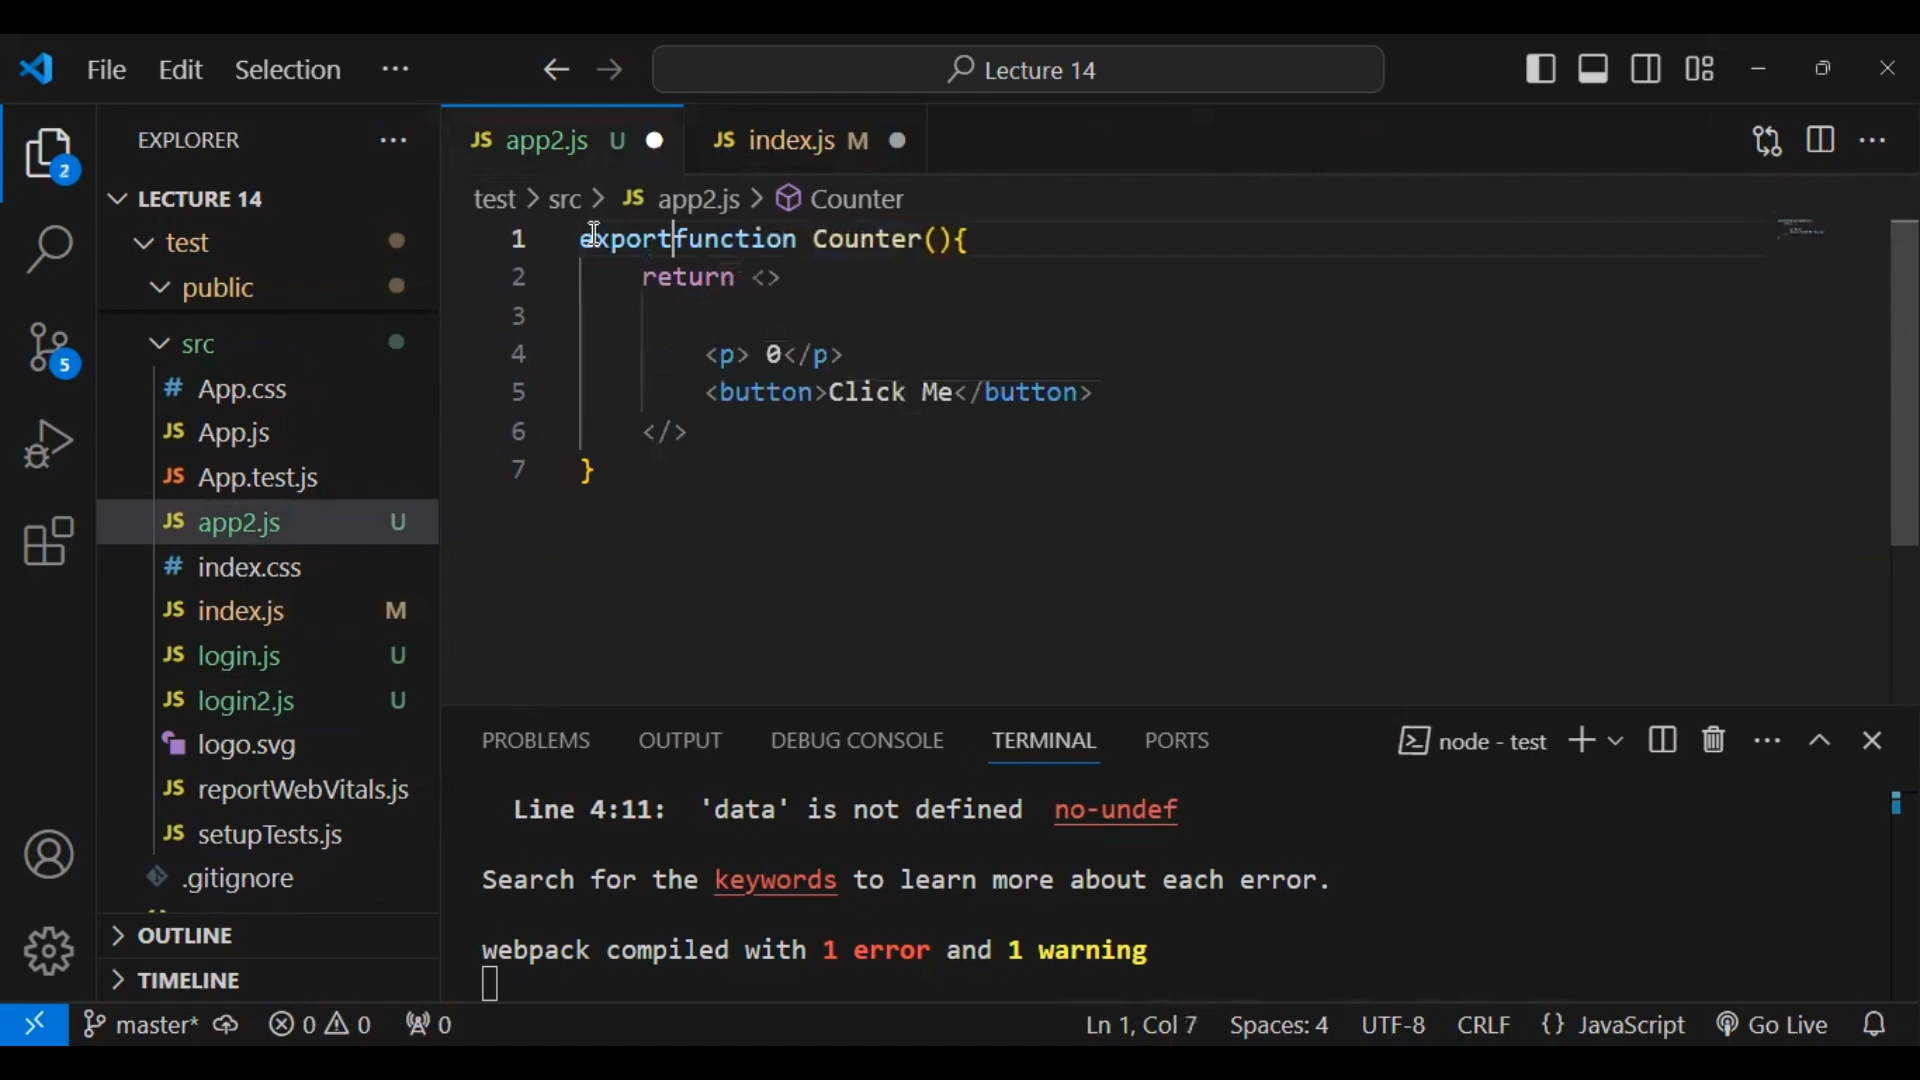 File Edit Selection ··· Lecture 14
EXPLORER ···
2
LECTURE 14
test
public
src
# App.css
JS App.js
JS App.test.js
JS app2.js U
# index.css
JS index.js M
JS login.js U
JS login2.js U
logo.svg
JS reportWebVitals.js
JS setupTests.js
.gitignore
OUTLINE
TIMELINE
5
JS app2.js U JS index.js M
test > src > JS app2.js > Counter
1 exportfunction Counter(){
2 return <>
3
4 <p> 0</p>
5 <button>Click Me</button>
6 </>
7 }
PROBLEMS OUTPUT DEBUG CONSOLE TERMINAL PORTS node - test
Line 4:11: 'data' is not defined no-undef
Search for the keywords to learn more about each error.
webpack compiled with 1 error and 1 warning
master* 0 0 0 Ln 1, Col 7 Spaces: 4 UTF-8 CRLF {} JavaScript Go Live